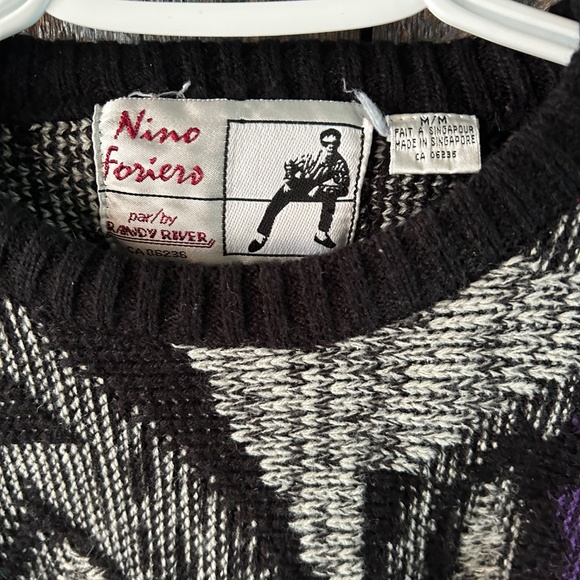 Nino
Foriero
par/by
RANDY RIVER
CA 06236
M/M
FAIT À SINGAPOUR
MADE IN SINGAPORE
CA 06236